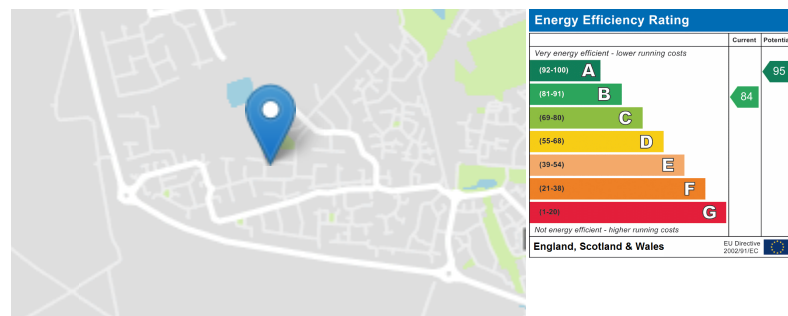 Energy Efficiency Rating
Current Potentia
Very energy efficient - lower running costs
(92-100) A
95
(81-91) B
84
(69-80) C
(55-68) D
(39-54) E
(21-38) F
(1-20) G
Not energy efficient - higher running costs
England, Scotland & Wales
EU Directive
2002/91/EC